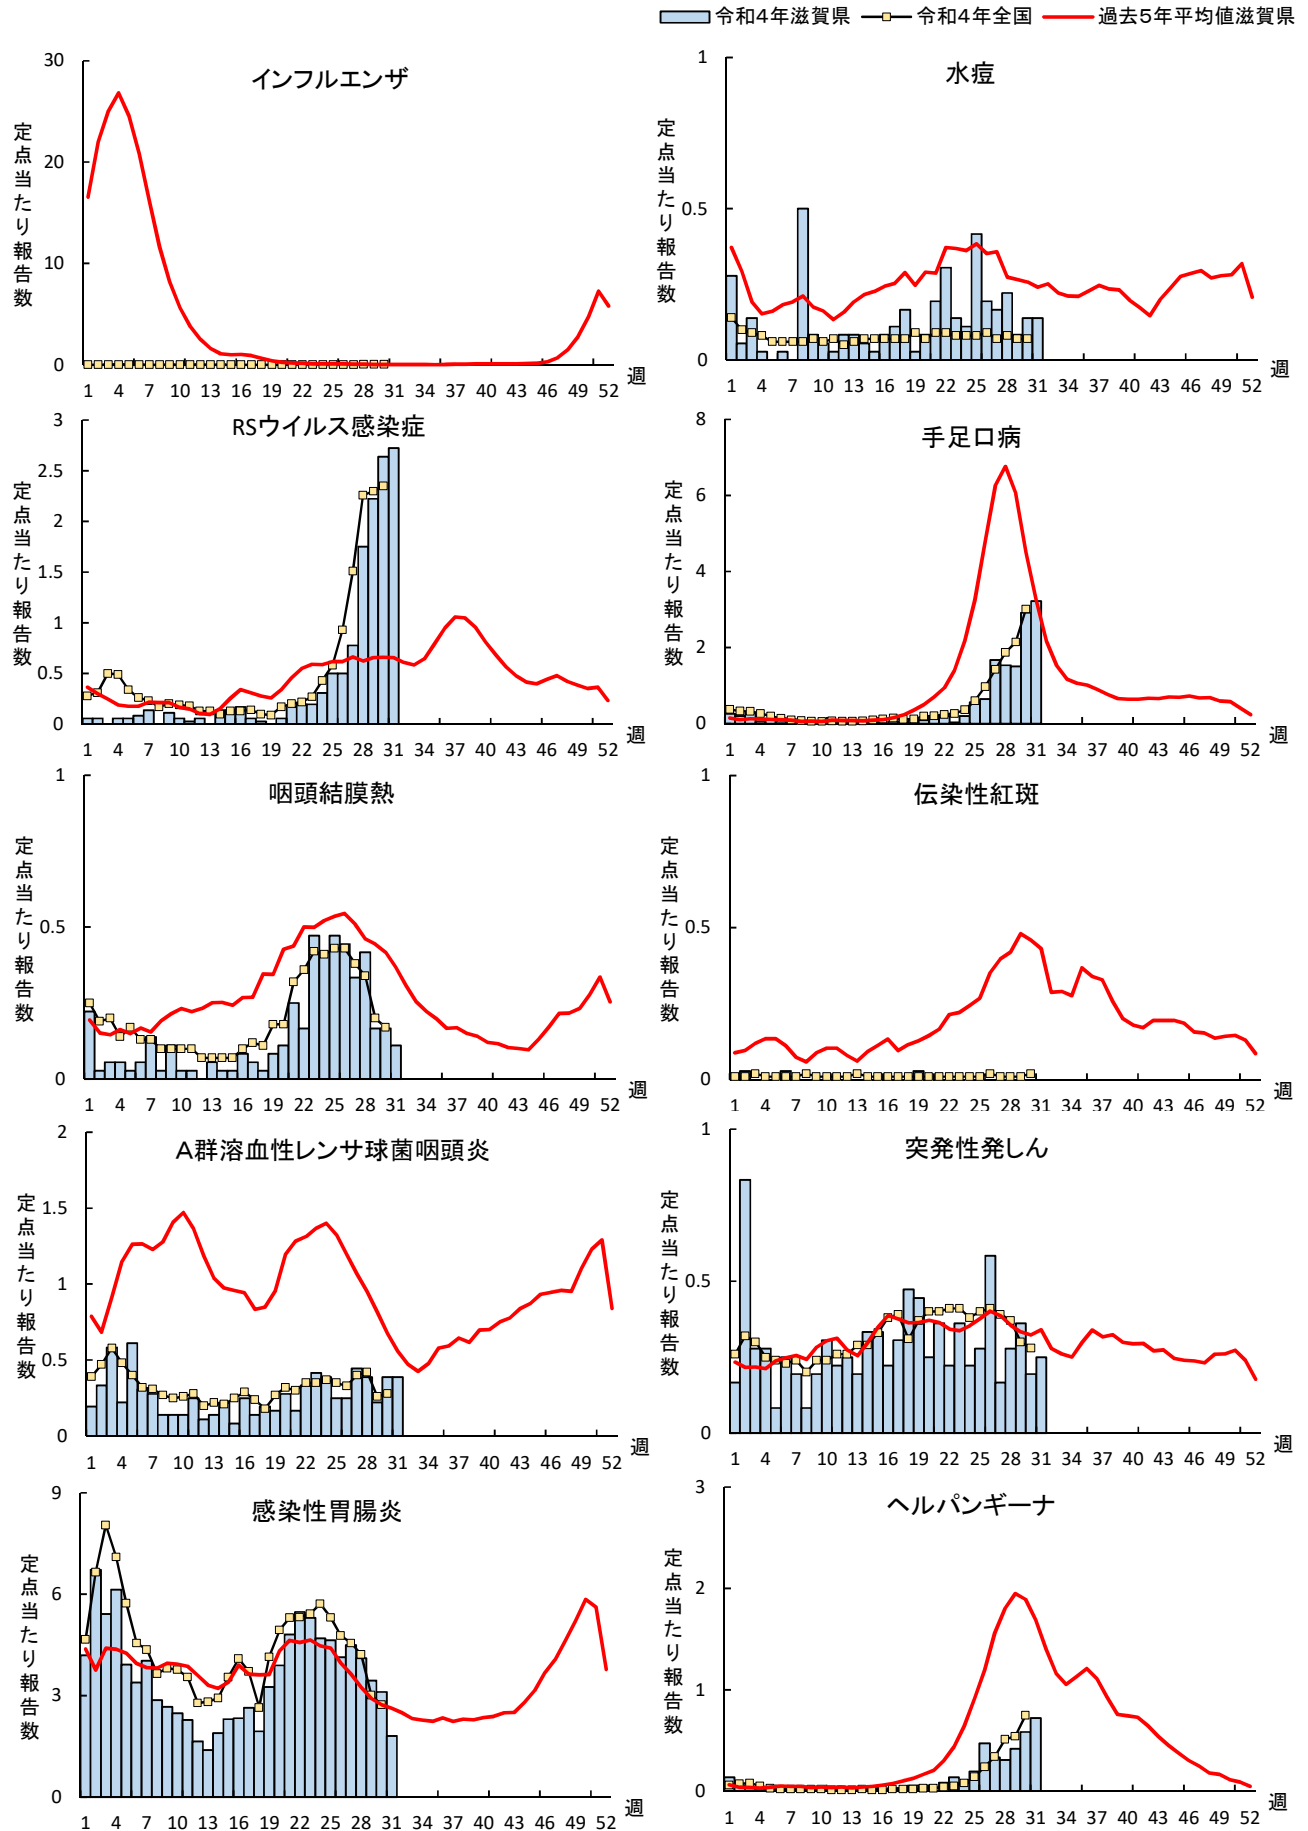 令和４年滋賀県 令和４年全国 過去５年平均値滋賀県
インフルエンザ
定点当たり報告数
30
20
10
0
1 4 7 10 13 16 19 22 25 28 31 34 37 40 43 46 49 52 週
水痘
定点当たり報告数
1
0.5
0
1 4 7 10 13 16 19 22 25 28 31 34 37 40 43 46 49 52 週
RSウイルス感染症
定点当たり報告数
3
2.5
2
1.5
1
0.5
0
1 4 7 10 13 16 19 22 25 28 31 34 37 40 43 46 49 52 週
手足口病
定点当たり報告数
8
6
4
2
0
1 4 7 10 13 16 19 22 25 28 31 34 37 40 43 46 49 52 週
咽頭結膜熱
定点当たり報告数
1
0.5
0
1 4 7 10 13 16 19 22 25 28 31 34 37 40 43 46 49 52 週
伝染性紅斑
定点当たり報告数
1
0.5
0
1 4 7 10 13 16 19 22 25 28 31 34 37 40 43 46 49 52 週
Ａ群溶血性レンサ球菌咽頭炎
定点当たり報告数
2
1.5
1
0.5
0
1 4 7 10 13 16 19 22 25 28 31 34 37 40 43 46 49 52 週
突発性発しん
定点当たり報告数
1
0.5
0
1 4 7 10 13 16 19 22 25 28 31 34 37 40 43 46 49 52 週
感染性胃腸炎
定点当たり報告数
9
6
3
0
1 4 7 10 13 16 19 22 25 28 31 34 37 40 43 46 49 52 週
ヘルパンギーナ
定点当たり報告数
3
2
1
0
1 4 7 10 13 16 19 22 25 28 31 34 37 40 43 46 49 52 週